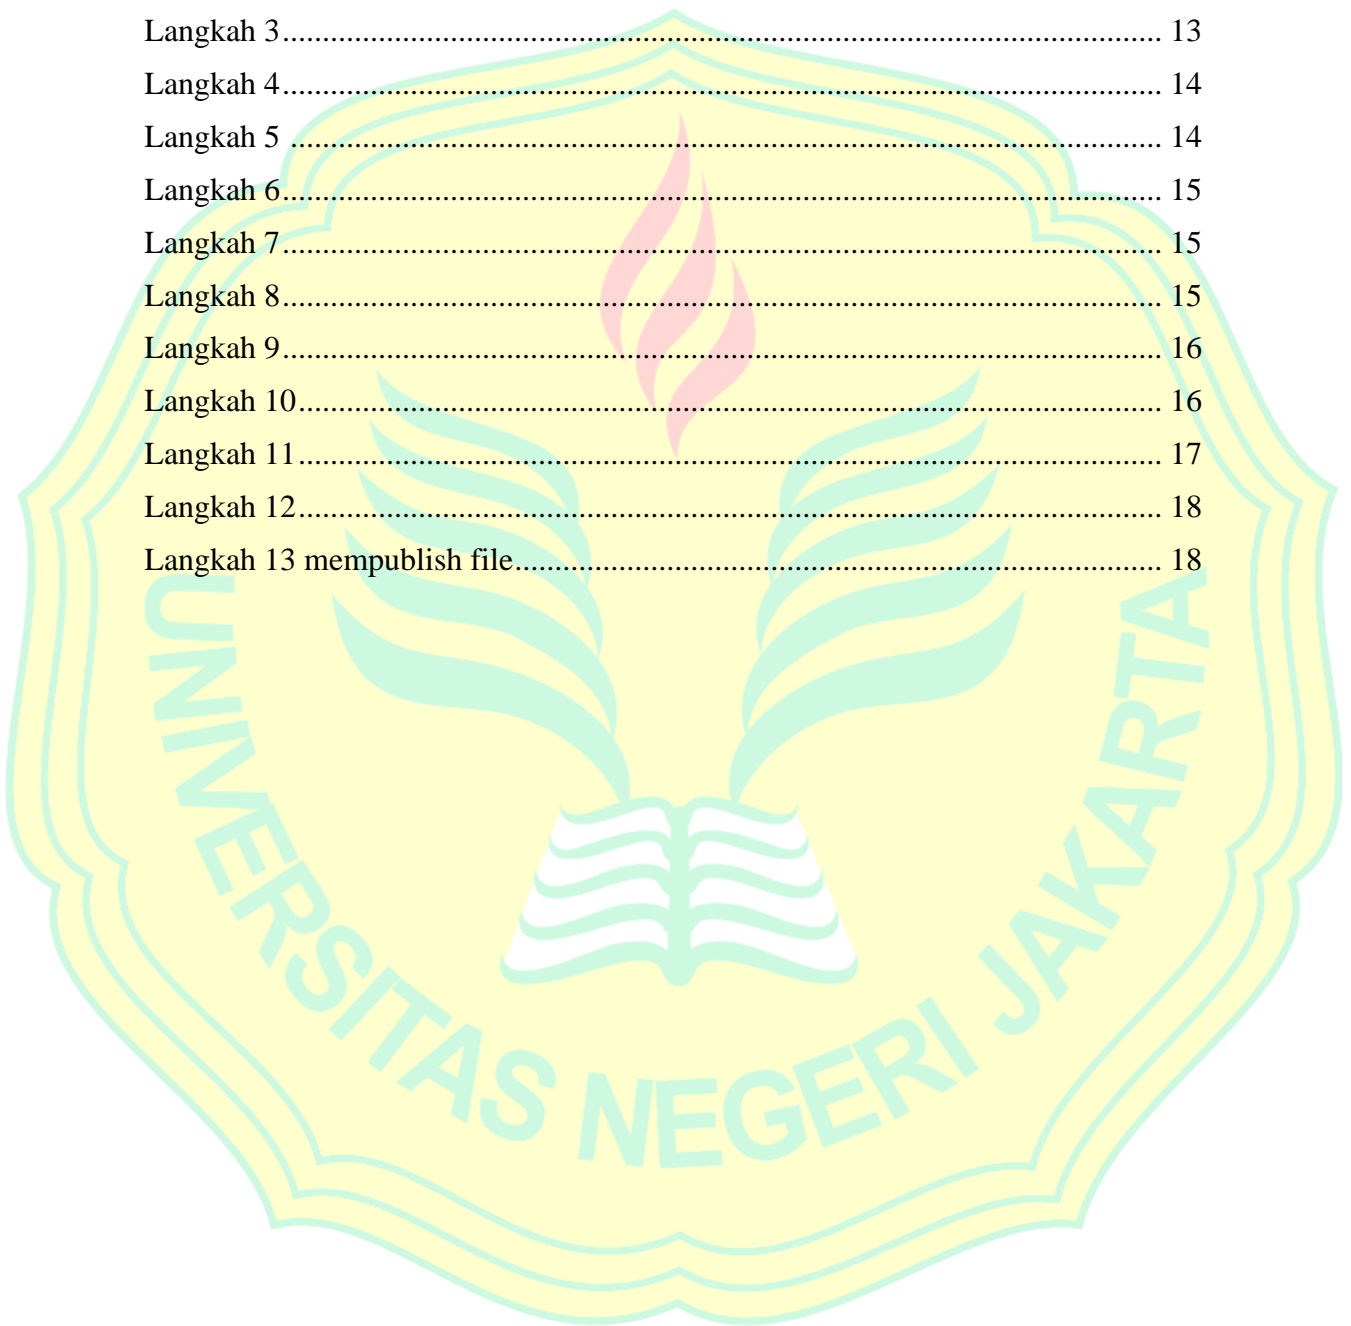 Langkah 3.............................................................................................................. 13
Langkah 4.............................................................................................................. 14
Langkah 5 ............................................................................................................. 14
Langkah 6.............................................................................................................. 15
Langkah 7.............................................................................................................. 15
Langkah 8.............................................................................................................. 15
Langkah 9.............................................................................................................. 16
Langkah 10............................................................................................................ 16
Langkah 11............................................................................................................ 17
Langkah 12............................................................................................................ 18
Langkah 13 mempublish file................................................................................. 18
UNIVERSITAS NEGERI JAKARTA